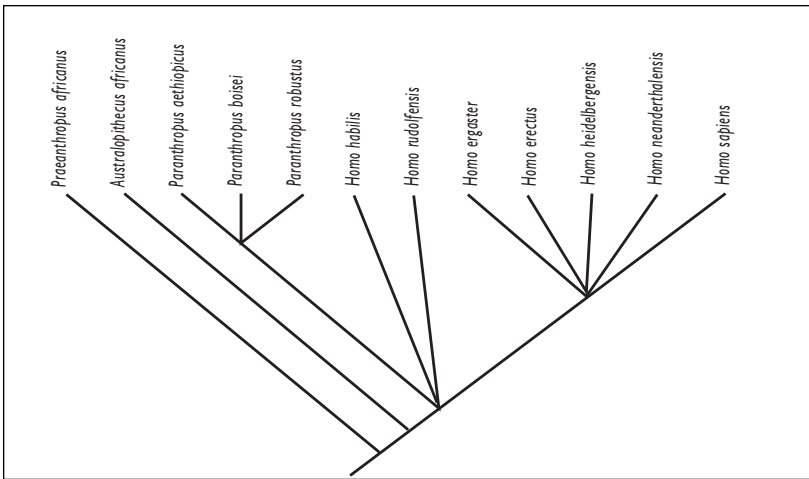 Praeanthropus africanus
Australopithecus africanus
Paranthropus aethiopicus
Paranthropus boisei
Paranthropus robustus
Homo habilis
Homo rudolfensis
Homo ergaster
Homo erectus
Homo heidelbergensis
Homo neanderthalensis
Homo sapiens